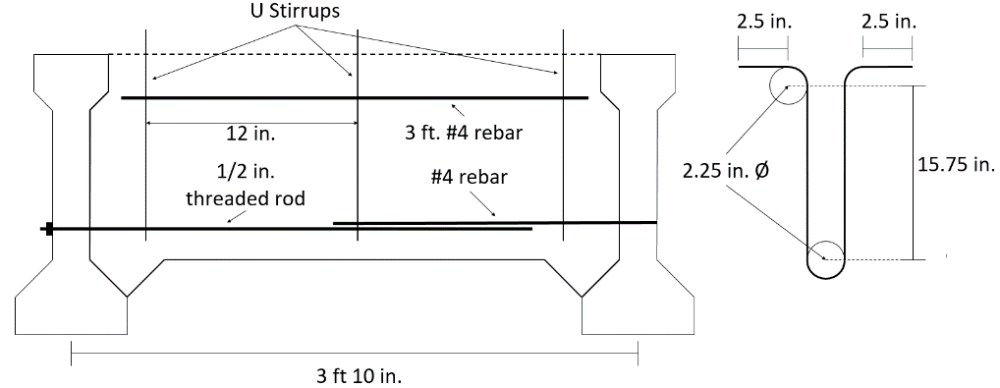 U Stirrups
2.5 in.
2.5 in.
12 in.
3 ft. #4 rebar
1/2 in.
threaded rod
#4 rebar
2.25 in. Ø
15.75 in.
3 ft 10 in.